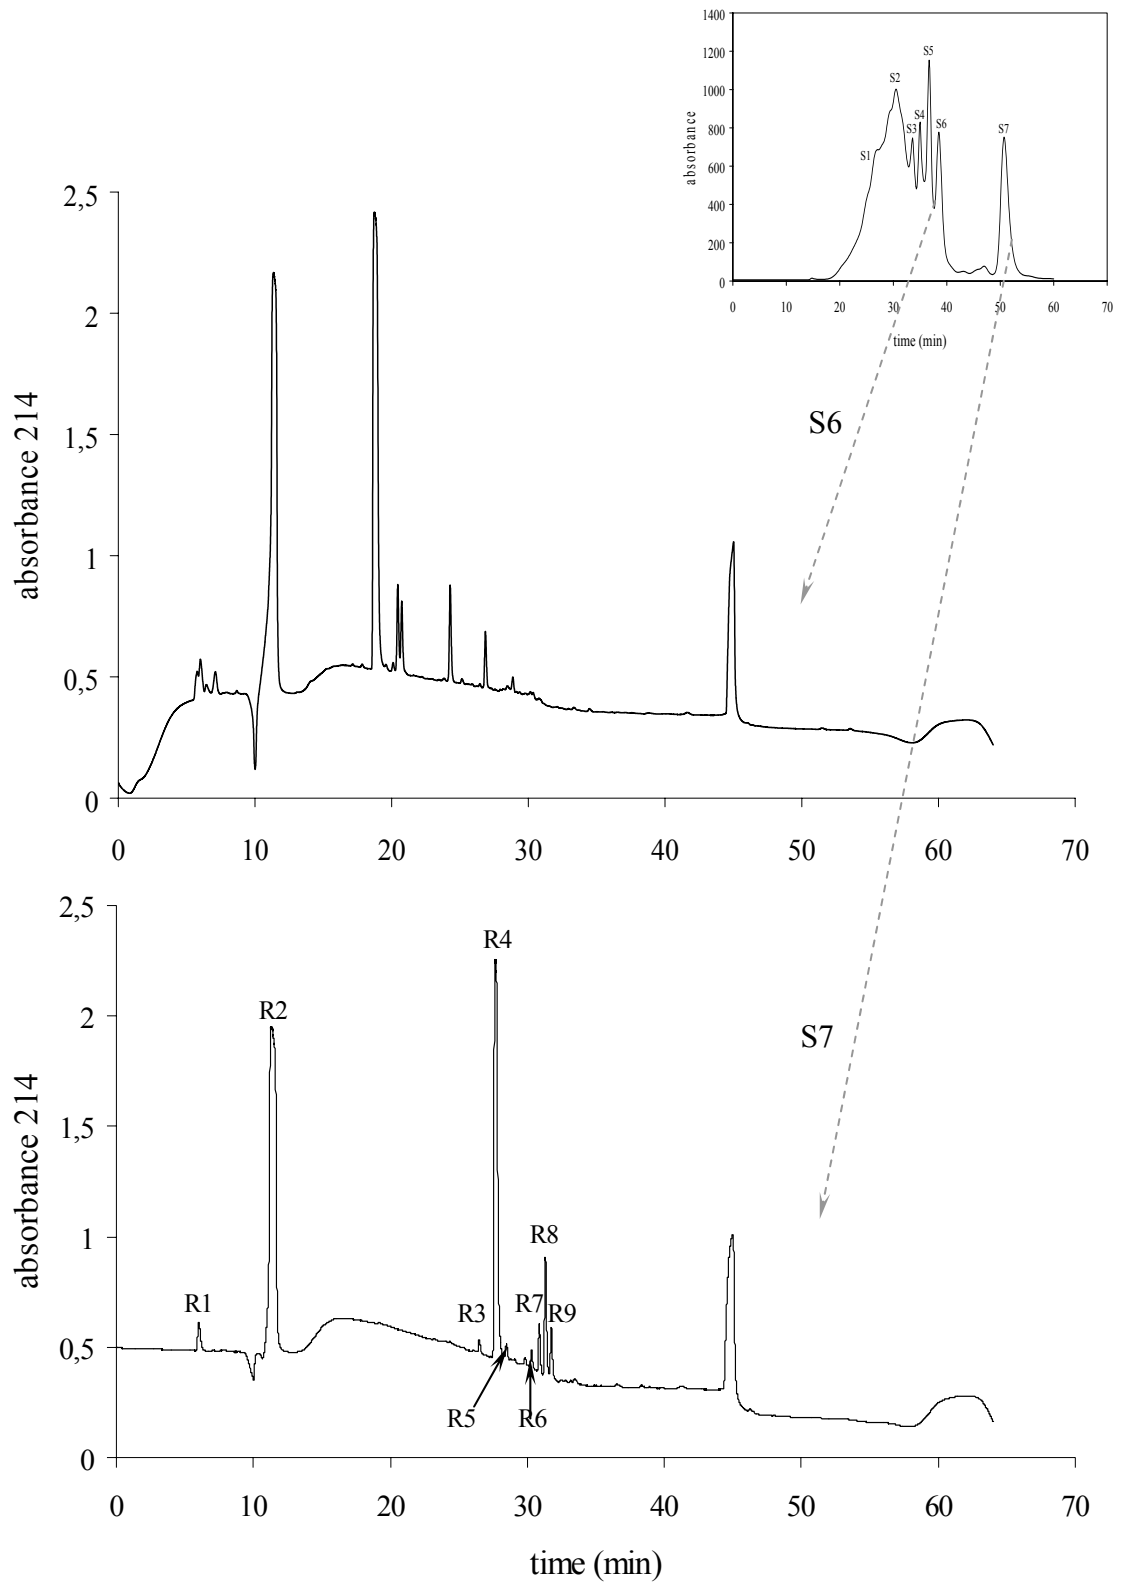 1400
1200
1000
800
600
400
200
0
absorbance
S1
S2
S3
S4
S5
S6
S7
0 10 20 30 40 50 60 70
time (min)
2,5
2
1,5
1
0,5
0
absorbance 214
S6
0 10 20 30 40 50 60 70
2,5
2
1,5
1
0,5
0
absorbance 214
R1
R2
R3
R4
R5
R6
R7
R8
R9
S7
0 10 20 30 40 50 60 70
time (min)